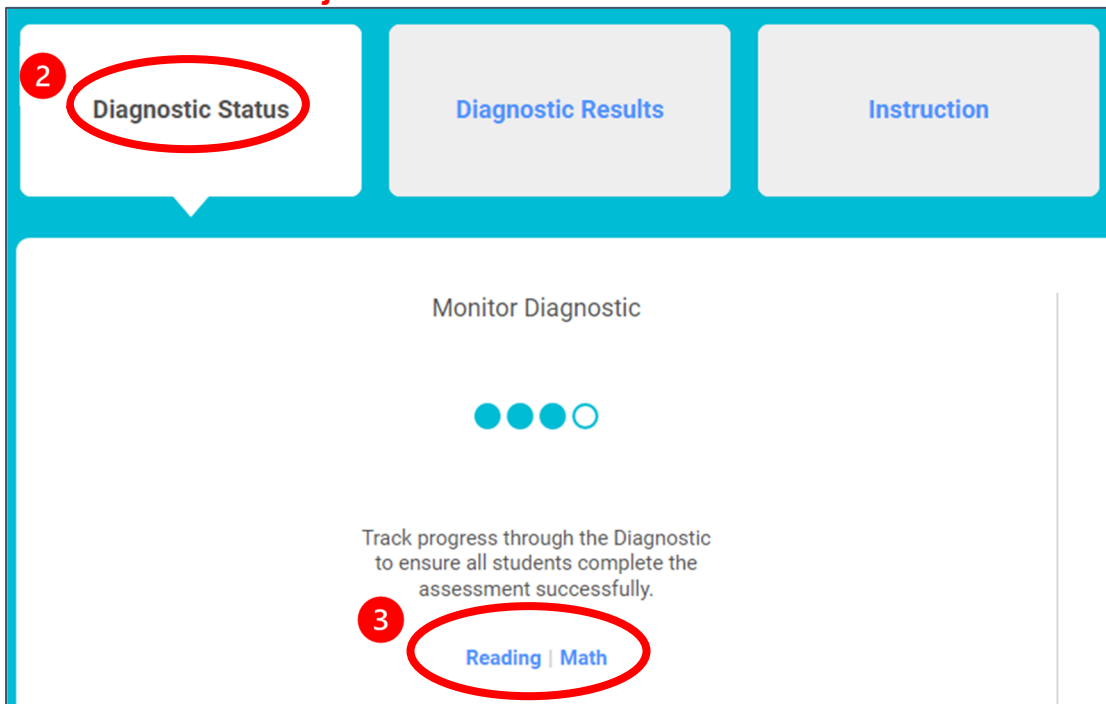 2
Diagnostic Status
Diagnostic Results
Instruction
Monitor Diagnostic
Track progress through the Diagnostic
to ensure all students complete the
assessment successfully.
3
Reading | Math